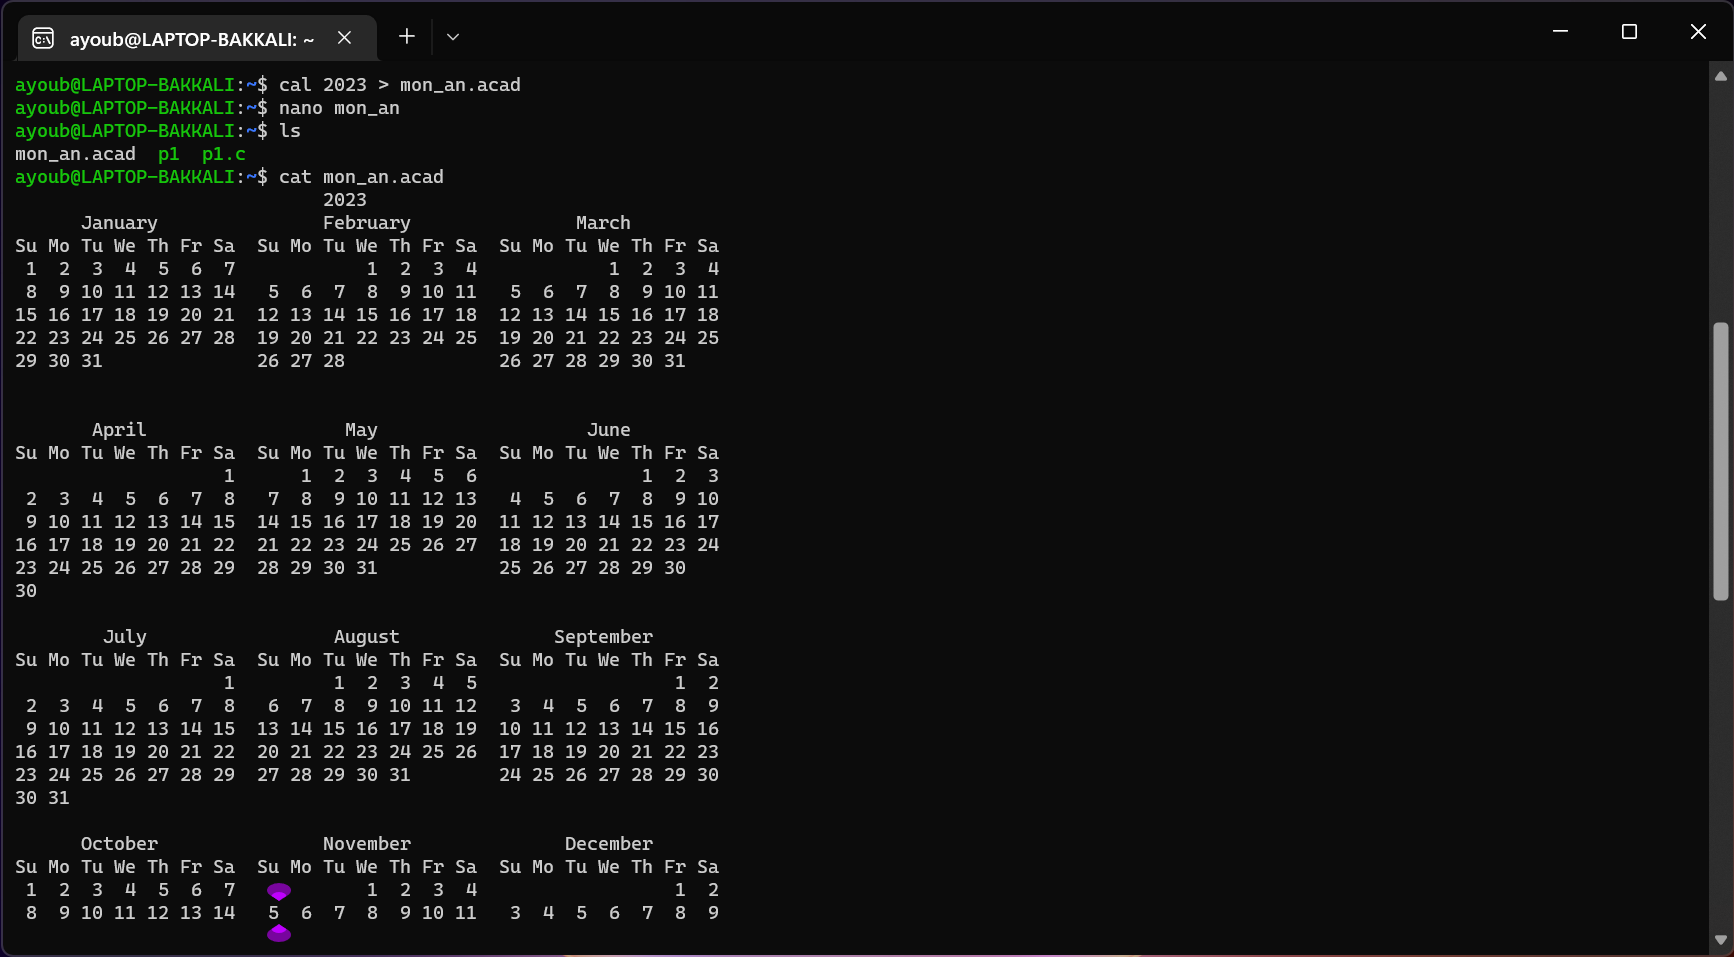 ayoub@LAPTOP-BAKKALI: ~
ayoub@LAPTOP-BAKKALI:~$ cal 2023 > mon_an.acad
ayoub@LAPTOP-BAKKALI:~$ nano mon_an
ayoub@LAPTOP-BAKKALI:~$ ls
mon_an.acad  p1  p1.c
ayoub@LAPTOP-BAKKALI:~$ cat mon_an.acad
                            2023
      January               February               March
Su Mo Tu We Th Fr Sa  Su Mo Tu We Th Fr Sa  Su Mo Tu We Th Fr Sa
 1  2  3  4  5  6  7            1  2  3  4            1  2  3  4
 8  9 10 11 12 13 14   5  6  7  8  9 10 11   5  6  7  8  9 10 11
15 16 17 18 19 20 21  12 13 14 15 16 17 18  12 13 14 15 16 17 18
22 23 24 25 26 27 28  19 20 21 22 23 24 25  19 20 21 22 23 24 25
29 30 31              26 27 28              26 27 28 29 30 31
       April                  May                   June
Su Mo Tu We Th Fr Sa  Su Mo Tu We Th Fr Sa  Su Mo Tu We Th Fr Sa
                   1      1  2  3  4  5  6               1  2  3
 2  3  4  5  6  7  8   7  8  9 10 11 12 13   4  5  6  7  8  9 10
 9 10 11 12 13 14 15  14 15 16 17 18 19 20  11 12 13 14 15 16 17
16 17 18 19 20 21 22  21 22 23 24 25 26 27  18 19 20 21 22 23 24
23 24 25 26 27 28 29  28 29 30 31           25 26 27 28 29 30
30
        July                 August              September
Su Mo Tu We Th Fr Sa  Su Mo Tu We Th Fr Sa  Su Mo Tu We Th Fr Sa
                   1         1  2  3  4  5                  1  2
 2  3  4  5  6  7  8   6  7  8  9 10 11 12   3  4  5  6  7  8  9
 9 10 11 12 13 14 15  13 14 15 16 17 18 19  10 11 12 13 14 15 16
16 17 18 19 20 21 22  20 21 22 23 24 25 26  17 18 19 20 21 22 23
23 24 25 26 27 28 29  27 28 29 30 31        24 25 26 27 28 29 30
30 31
      October               November              December
Su Mo Tu We Th Fr Sa  Su Mo Tu We Th Fr Sa  Su Mo Tu We Th Fr Sa
 1  2  3  4  5  6  7            1  2  3  4                  1  2
 8  9 10 11 12 13 14   5  6  7  8  9 10 11   3  4  5  6  7  8  9